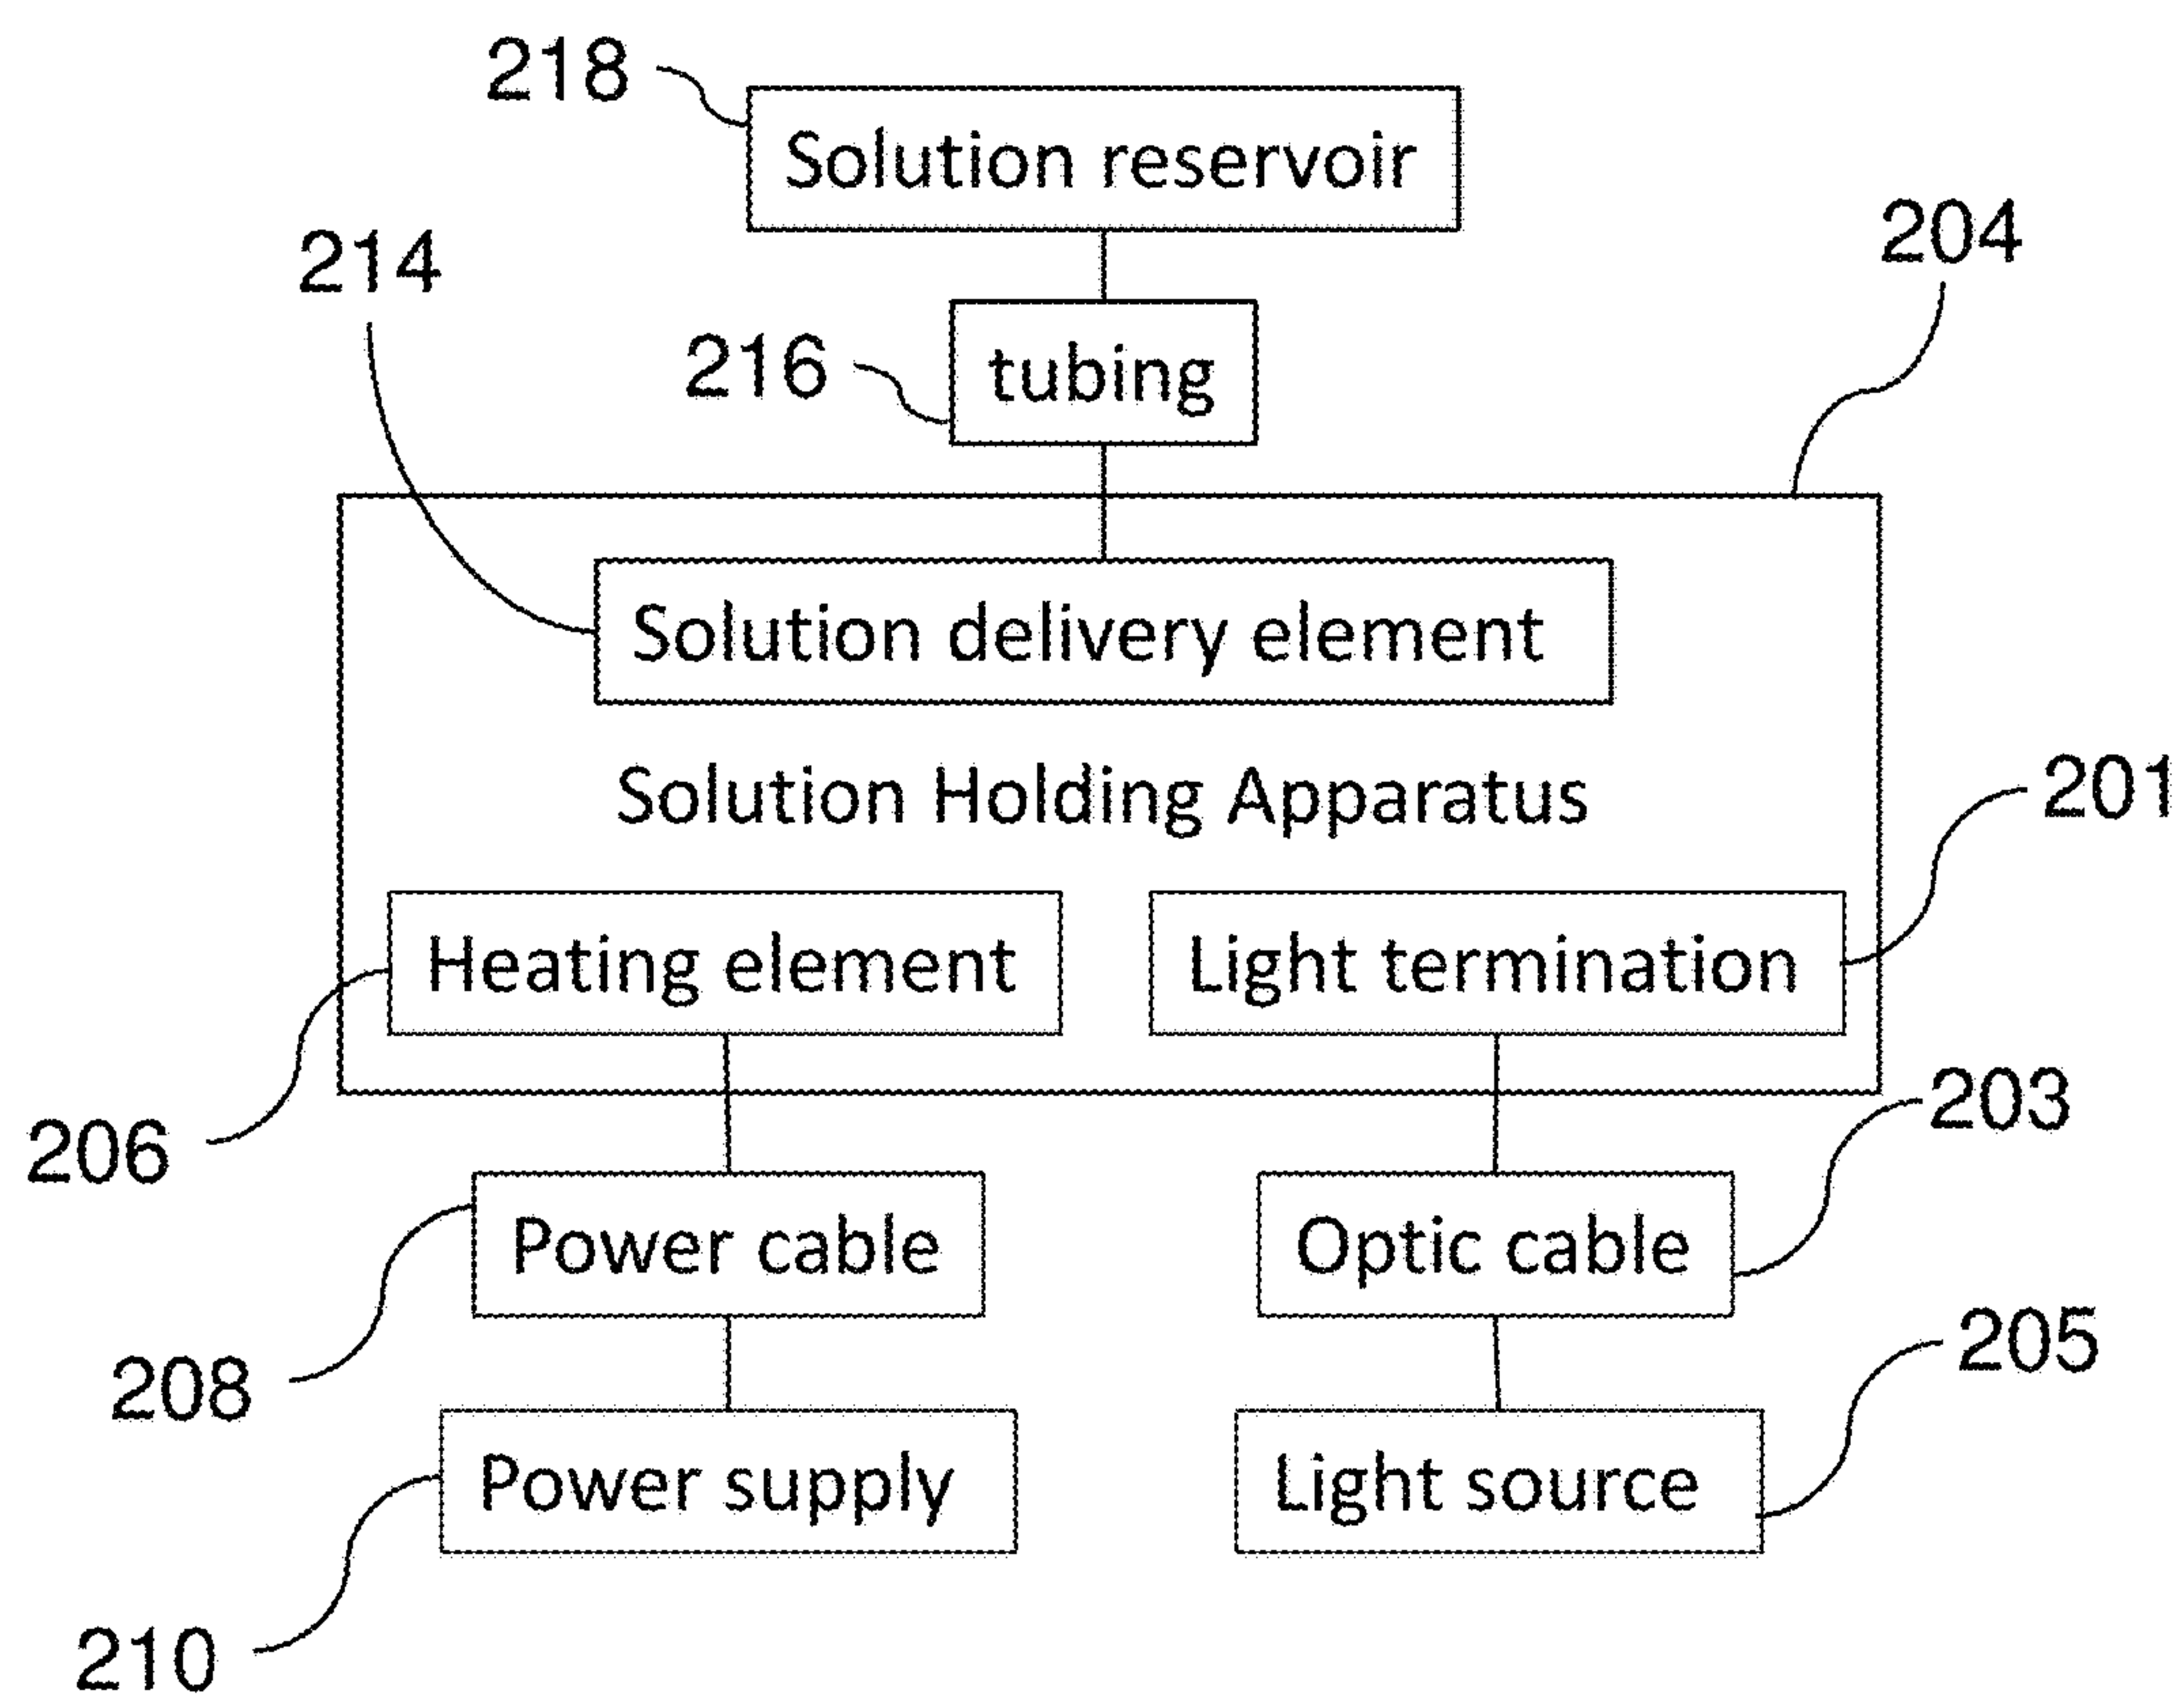 218
Solution reservoir
204
214
216
tubing
Solution delivery element
Solution Holding Apparatus
201
Heating element
Light termination
206
203
Power cable
Optic cable
208
205
Power supply
Light source
210